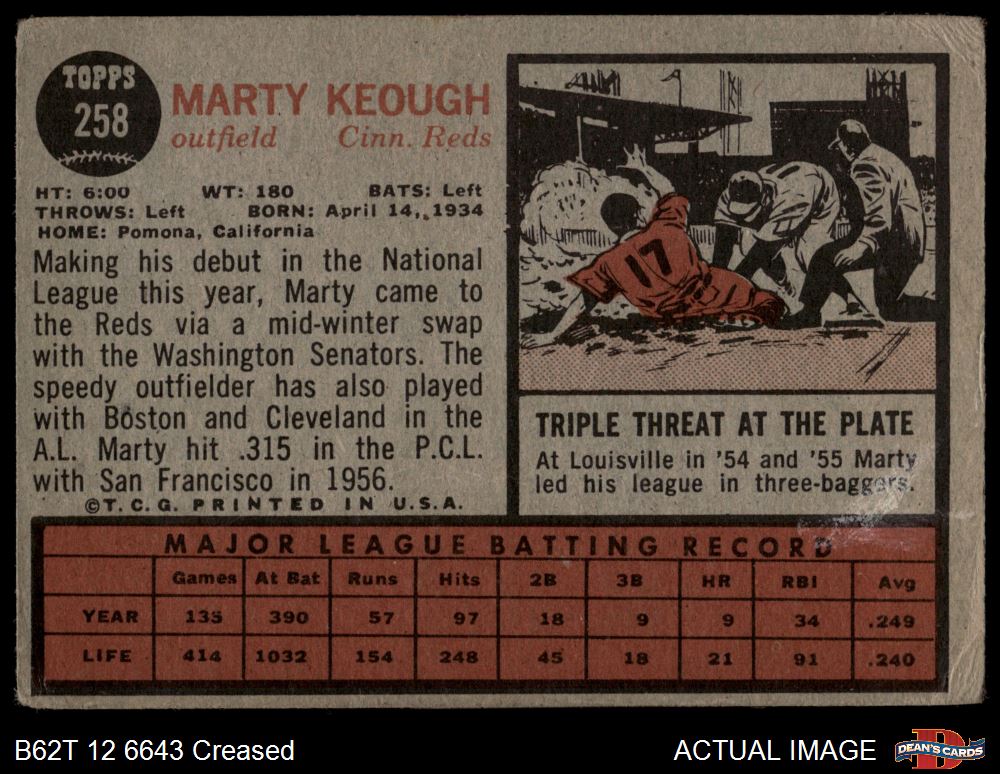 TOPPS
258
MARTY KEOUGH
outfield Cinn. Reds
HT: 6:00 WT: 180 BATS: Left
THROWS: Left BORN: April 14, 1934
HOME: Pomona, California
Making his debut in the National
League this year, Marty came to
the Reds via a mid-winter swap
with the Washington Senators. The
speedy outfielder has also played
with Boston and Cleveland in the
A.L. Marty hit .315 in the P.C.L.
with San Francisco in 1956.
©T.C.G. PRINTED IN U.S.A.
17
TRIPLE THREAT AT THE PLATE
At Louisville in '54 and '55 Marty
led his league in three-baggers.
MAJOR LEAGUE BATTING RECORD
Games At Bat Runs Hits 2B 3B HR RBI Avg
YEAR 135 390 57 97 18 9 9 34 .249
LIFE 414 1032 154 248 45 18 21 91 .240
B62T 12 6643 Creased
ACTUAL IMAGE
D
DEAN'S CARDS